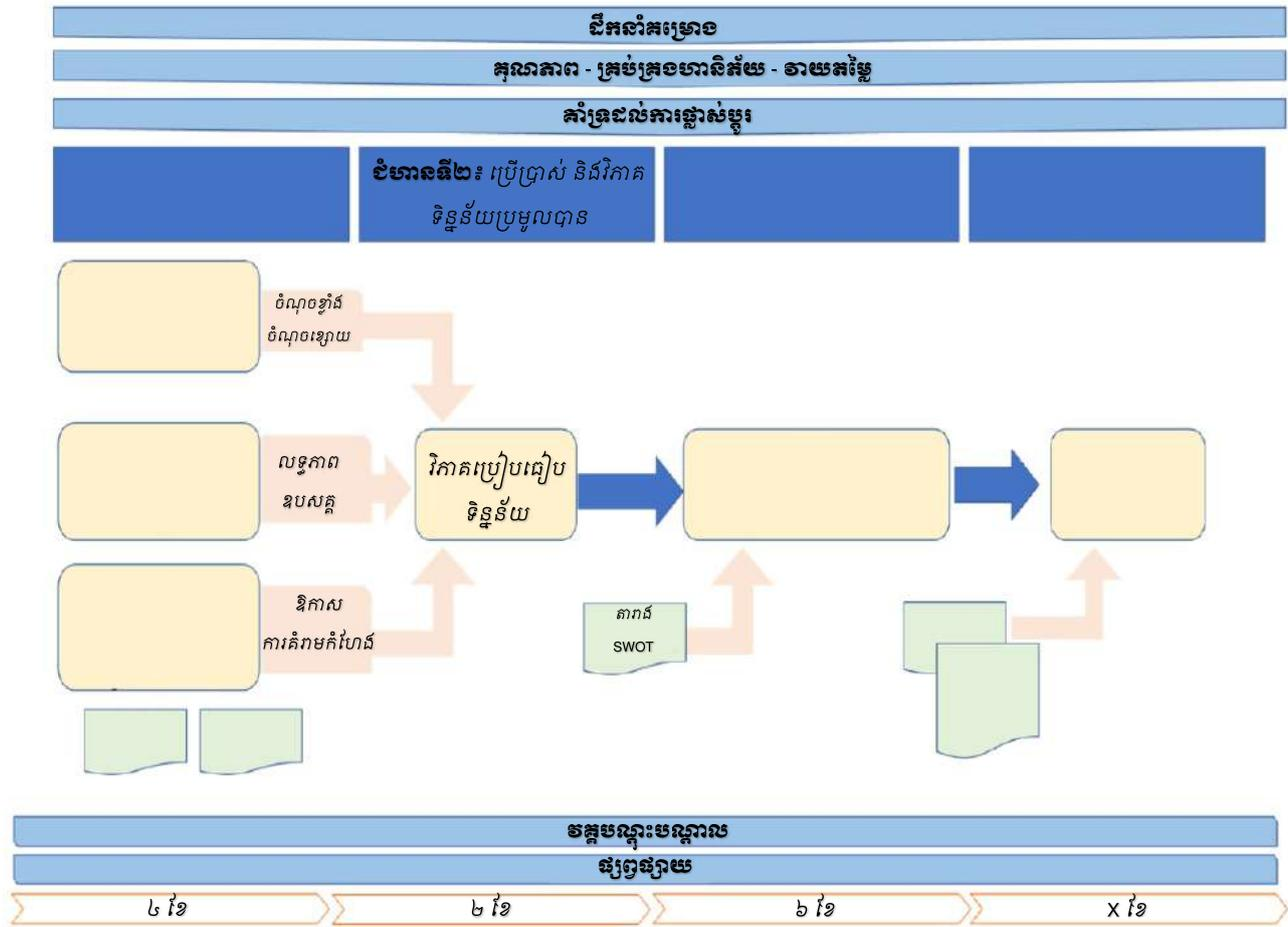 ដឹកនាំគម្រោង
គុណភាព - គ្រប់គ្រងហានិភ័យ - វាយតម្លៃ
គាំទ្រដល់ការផ្លាស់ប្តូរ
ជំហានទី២៖ ប្រើប្រាស់ និងវិភាគ
ទិន្នន័យប្រមូលបាន
ចំណុចខ្លាំង
ចំណុចខ្សោយ
លទ្ធភាព
ឧបសគ្គ
វិភាគប្រៀបធៀប
ទិន្នន័យ
ឱកាស
ការគំរាមកំហែង
តារាង
SWOT
វគ្គបណ្តុះបណ្តាល
ផ្សព្វផ្សាយ
៤ ខែ
២ ខែ
៦ ខែ
X ខែ